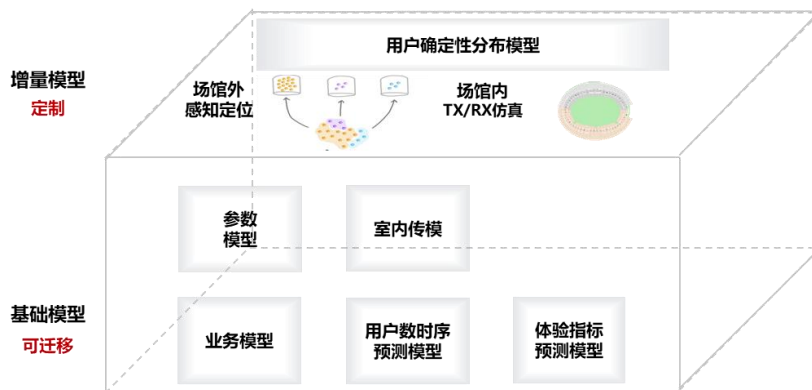 用户确定性分布模型
增量模型
定制
场馆外
感知定位
场馆内
TX/RX仿真
参数
模型
室内传模
基础模型
可迁移
业务模型
用户数时序
预测模型
体验指标
预测模型